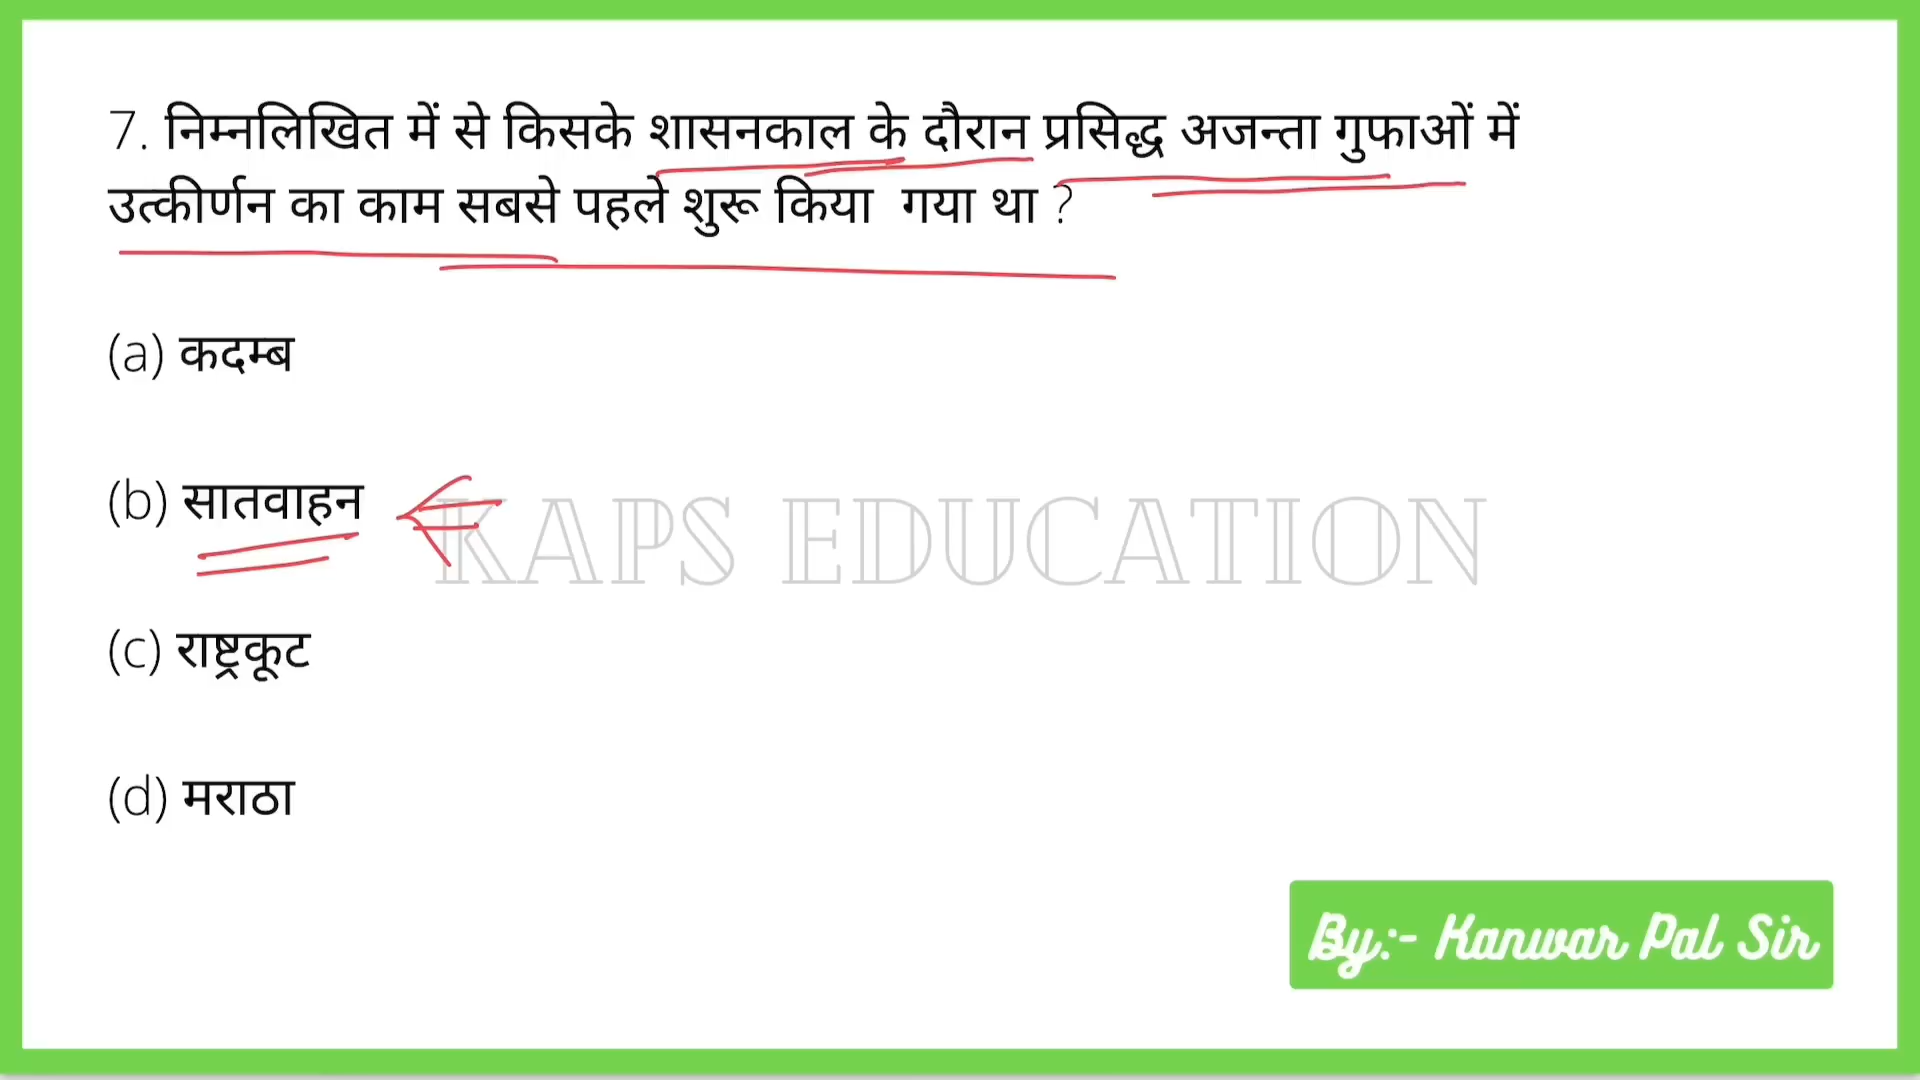 7. निम्नलिखित में से किसके शासनकाल के दौरान प्रसिद्ध अजन्ता गुफाओं में
उत्कीर्णन का काम सबसे पहले शुरू किया गया था ?
(a) कदम्ब
(b) सातवाहन
KAPS EDUCATION
(c) राष्ट्रकूट
(d) मराठा
By:- Kanwar Pal Sir